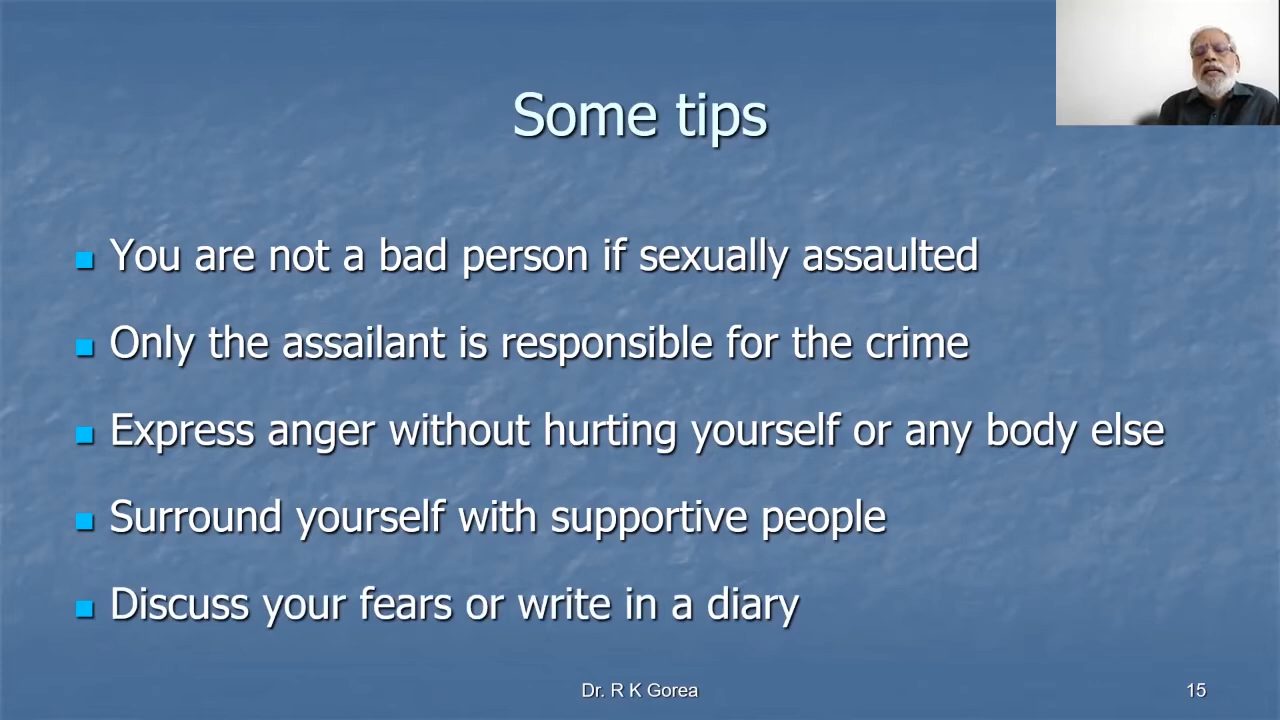 Some tips
You are not a bad person if sexually assaulted
Only the assailant is responsible for the crime
Express anger without hurting yourself or any body else
Surround yourself with supportive people
Discuss your fears or write in a diary
Dr. R K Gorea
15